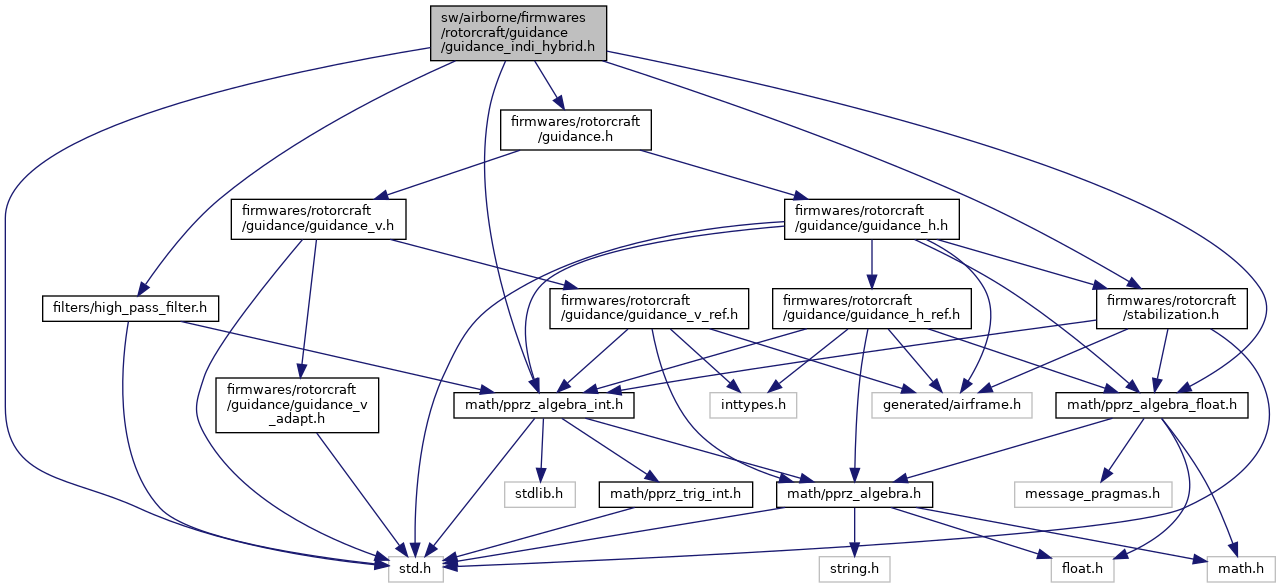 sw/airborne/firmwares
/rotorcraft/guidance
/guidance_indi_hybrid.h
firmwares/rotorcraft
/guidance.h
firmwares/rotorcraft
/guidance/guidance_v.h
firmwares/rotorcraft
/guidance/guidance_h.h
filters/high_pass_filter.h
firmwares/rotorcraft
/guidance/guidance_v_ref.h
firmwares/rotorcraft
/guidance/guidance_h_ref.h
firmwares/rotorcraft
/stabilization.h
firmwares/rotorcraft
/guidance/guidance_v
_adapt.h
math/pprz_algebra_int.h
inttypes.h
generated/airframe.h
math/pprz_algebra_float.h
stdlib.h
math/pprz_trig_int.h
math/pprz_algebra.h
message_pragmas.h
std.h
string.h
float.h
math.h